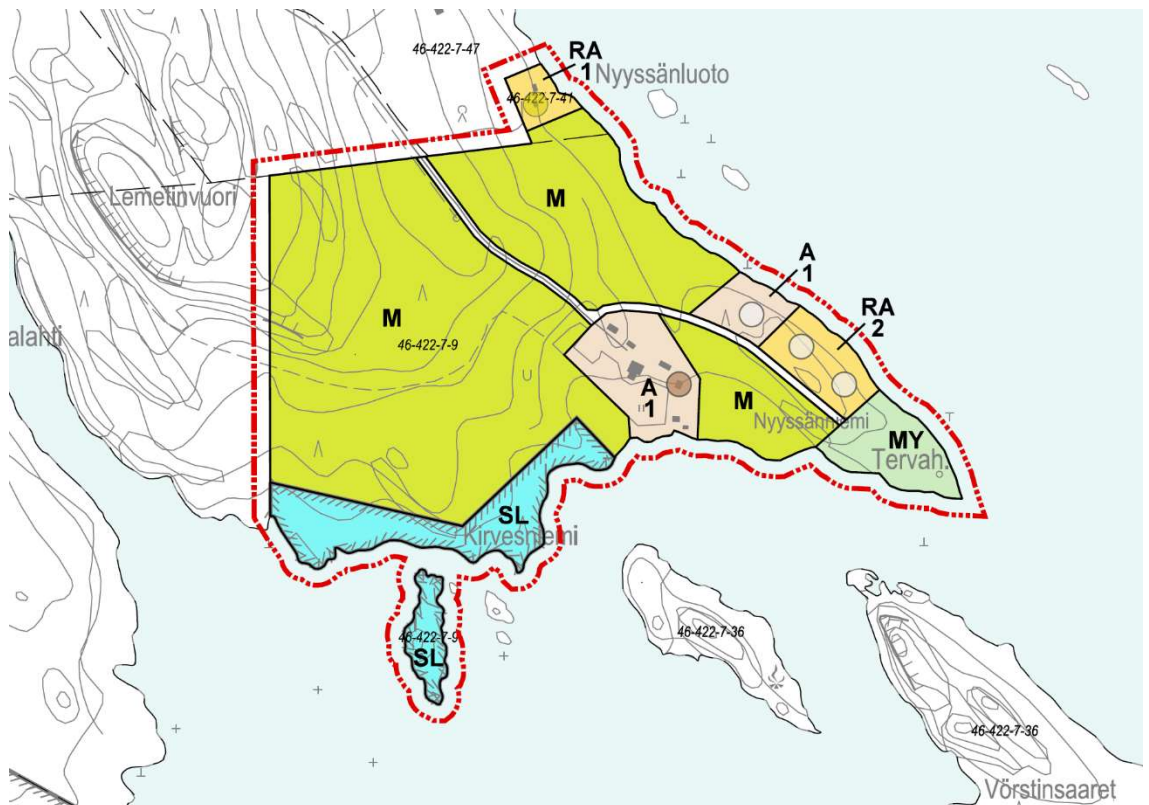 46-422-7-47
RA
1
Nyyssänluoto
46-422-7-41
Lemetinvuori
M
A
1
RA
2
alahti
M
46-422-7-9
A
1
M
Nyyssänniemi
MY
Tervah.
SL
Kirvesniemi
46-422-7-9
SL
46-422-7-36
46-422-7-36
Vörstinsaaret